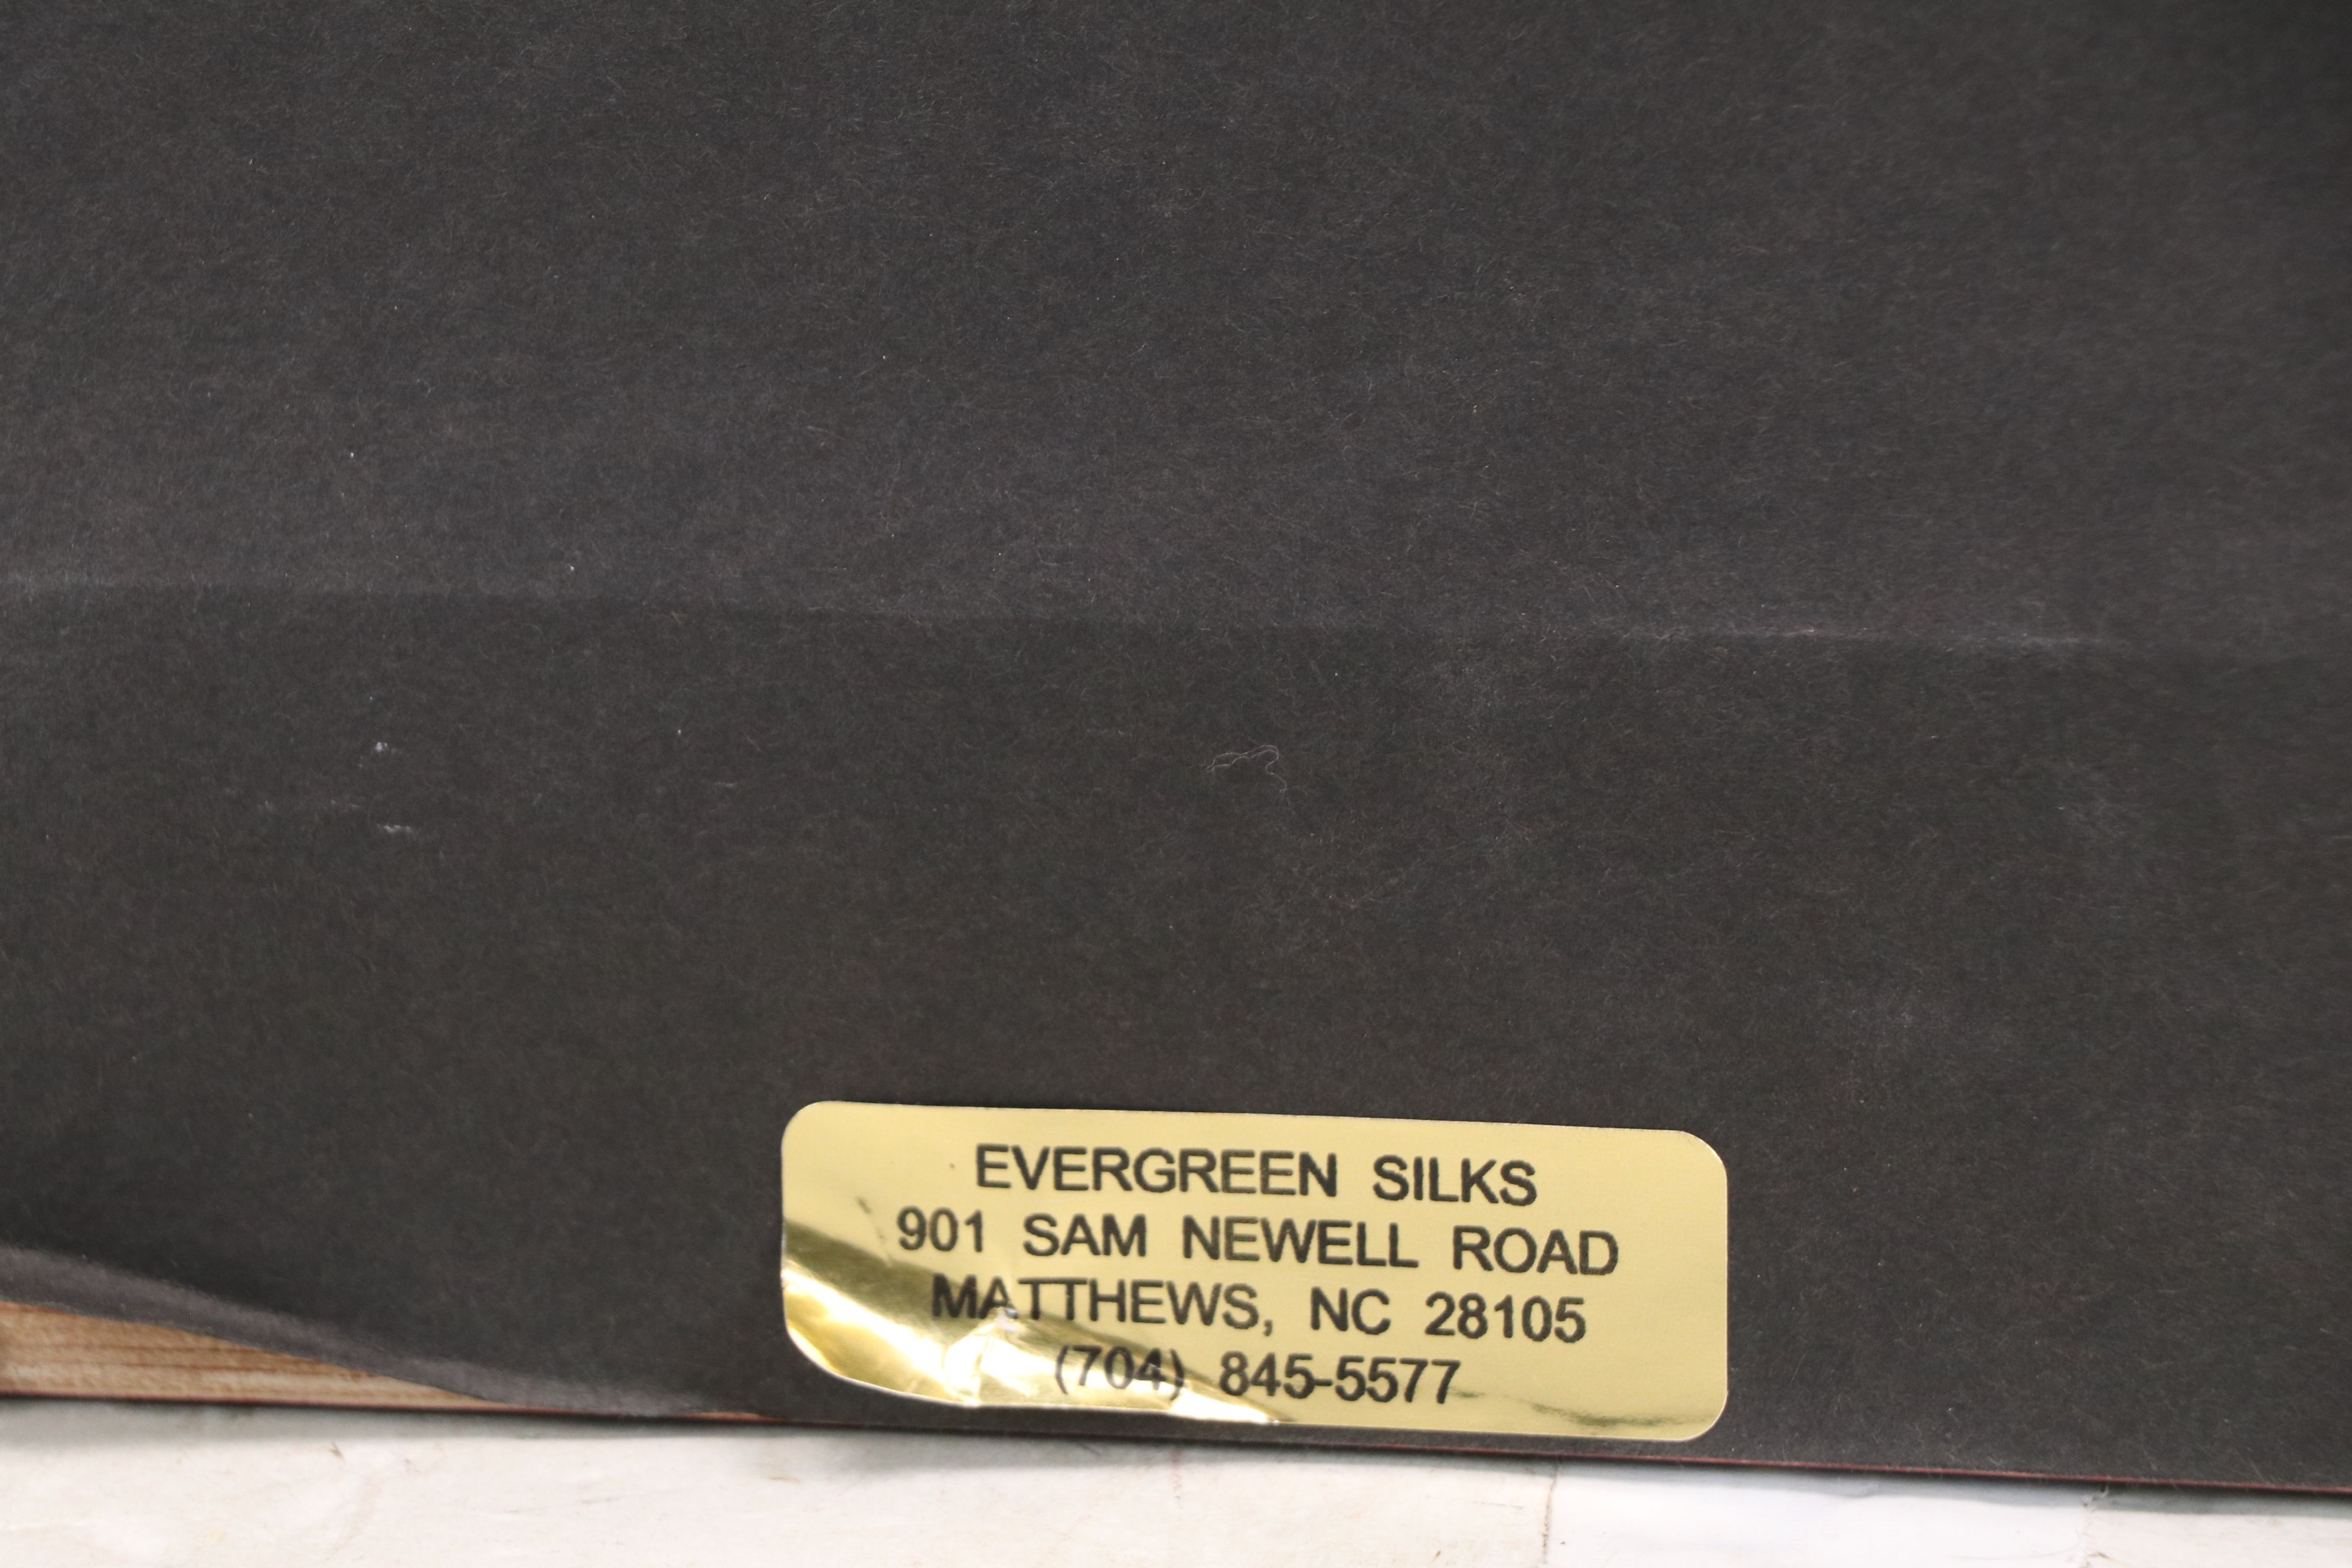 EVERGREEN SILKS
901 SAM NEWELL ROAD
MATTHEWS, NC 28105
(704) 845-5577